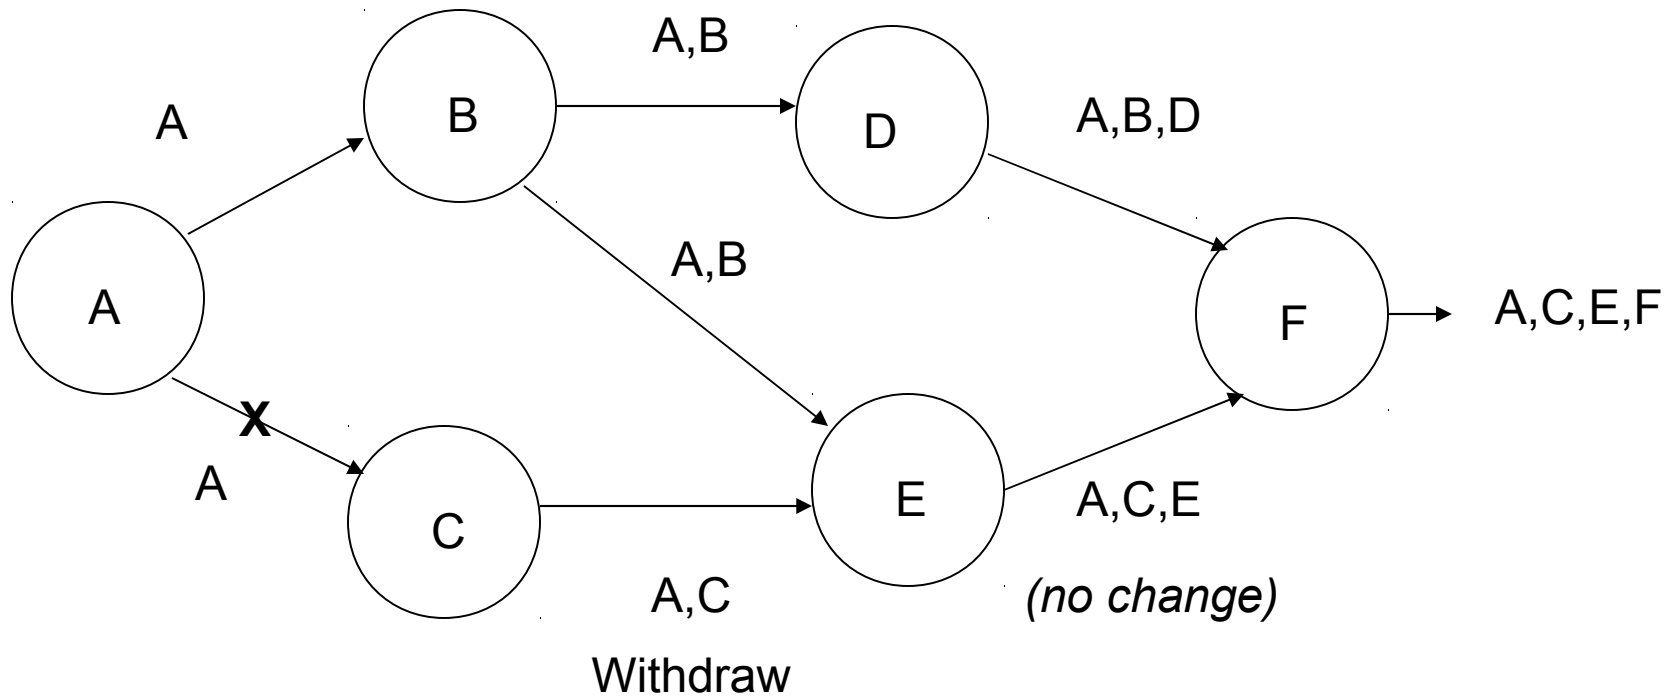 A,B
A
B
A,B,D
D
A,B
A
A,C,E,F
F
X
A
A,C,E
E
C
A,C
(no change)
Withdraw